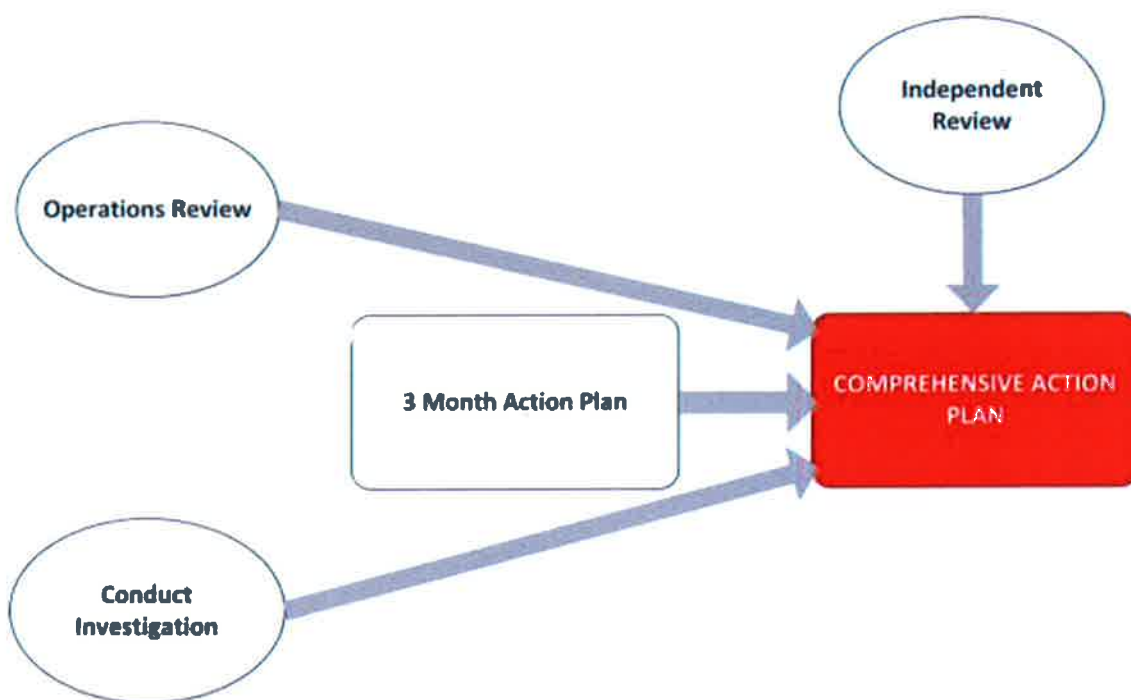 Independent
Review
Operations Review
3 Month Action Plan
COMPREHENSIVE ACTION
PLAN
Conduct
Investigation